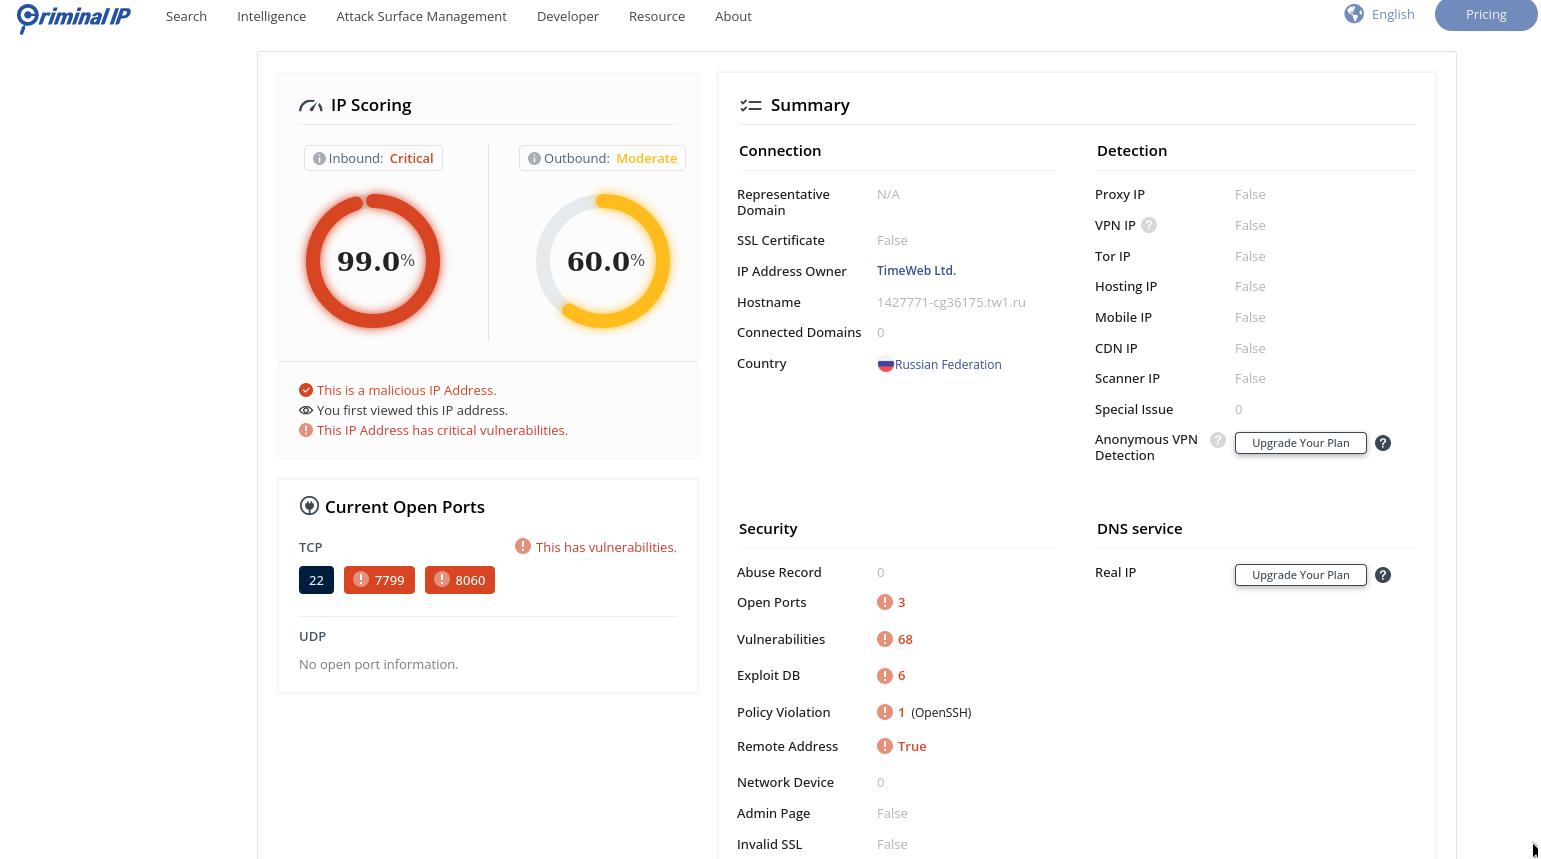 Criminal IP
Search Intelligence Attack Surface Management Developer Resource About
English Pricing
IP Scoring
Inbound: Critical
Outbound: Moderate
99.0%
60.0%
This is a malicious IP Address.
You first viewed this IP address.
This IP Address has critical vulnerabilities.
Current Open Ports
TCP
This has vulnerabilities.
22 7799 8060
UDP
No open port information.
Summary
Connection
Representative
Domain
N/A
SSL Certificate False
IP Address Owner TimeWeb Ltd.
Hostname 1427771-cg36175.tw1.ru
Connected Domains 0
Country Russian Federation
Detection
Proxy IP False
VPN IP ? False
Tor IP False
Hosting IP False
Mobile IP False
CDN IP False
Scanner IP False
Special Issue 0
Anonymous VPN
Detection
? Upgrade Your Plan ?
Security
Abuse Record 0
Open Ports 3
Vulnerabilities 68
Exploit DB 6
Policy Violation 1 (OpenSSH)
Remote Address True
Network Device 0
Admin Page False
Invalid SSL False
DNS service
Real IP Upgrade Your Plan ?